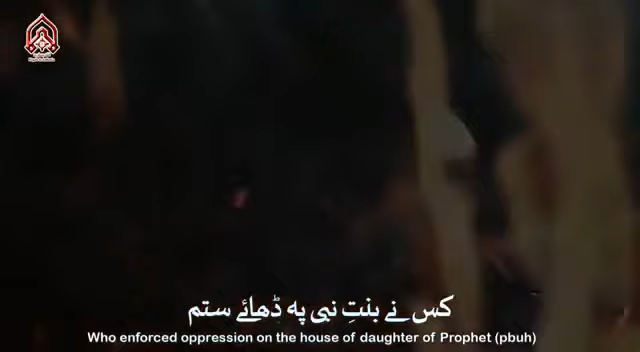 کس نے بنتِ نبی پہ ڈھائے ستم
Who enforced oppression on the house of daughter of Prophet (pbuh)